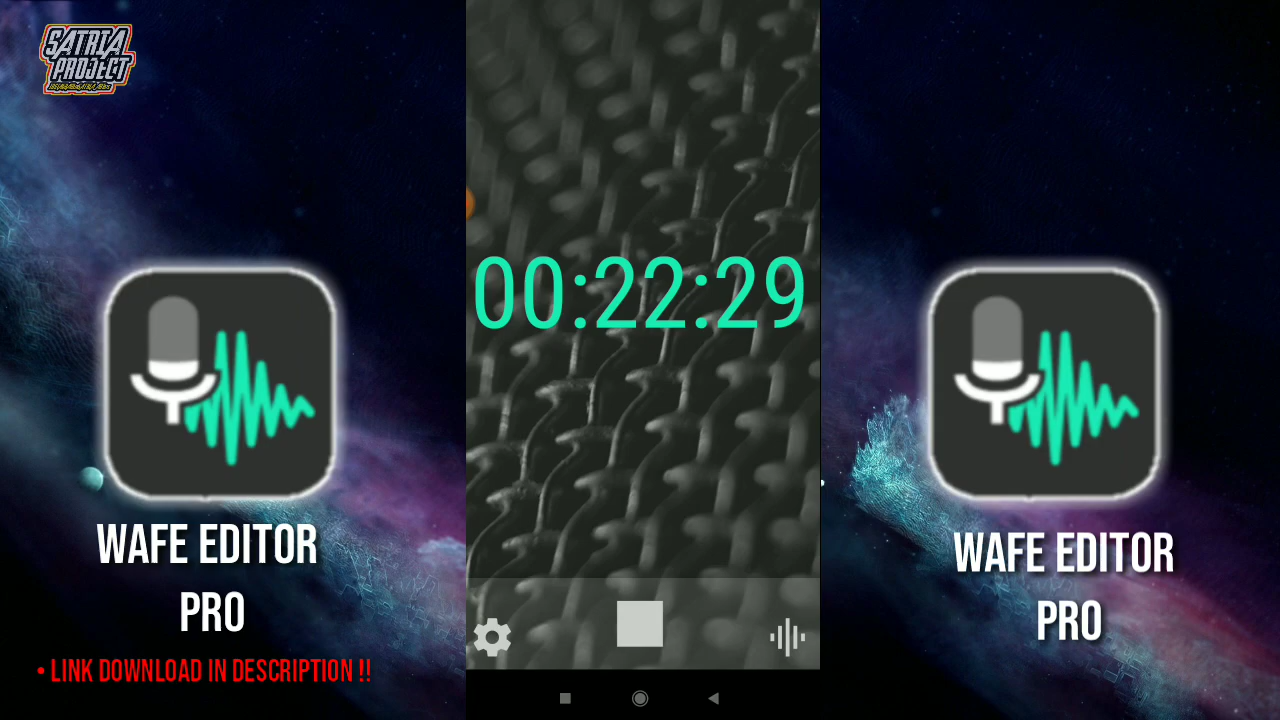 SATRIA
PROJECT
WAFE EDITOR
PRO
• LINK DOWNLOAD IN DESCRIPTION !!
00:22:29
WAFE EDITOR
PRO